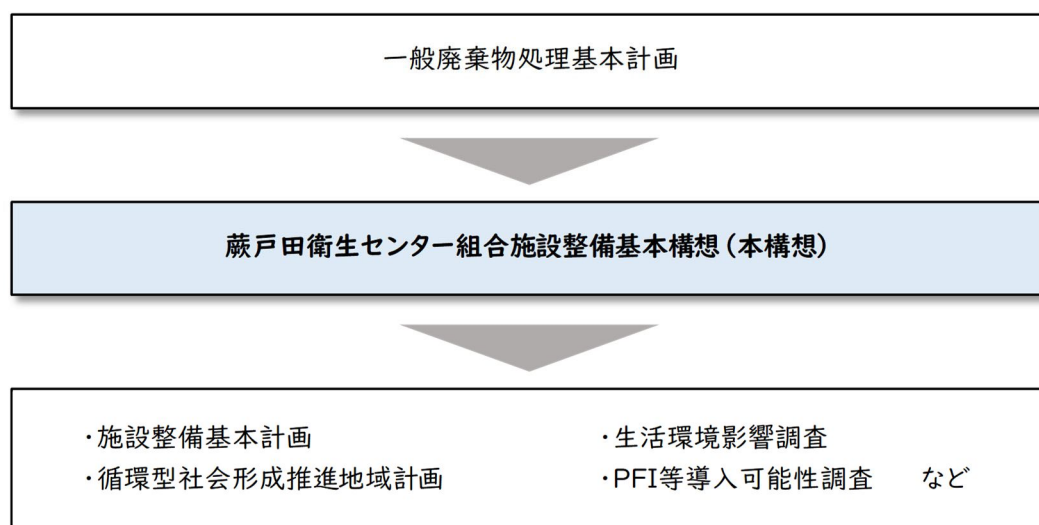 一般廃棄物処理基本計画
蕨戸田衛生センター組合施設整備基本構想（本構想）
・施設整備基本計画
・循環型社会形成推進地域計画
・生活環境影響調査
・PFI等導入可能性調査　など